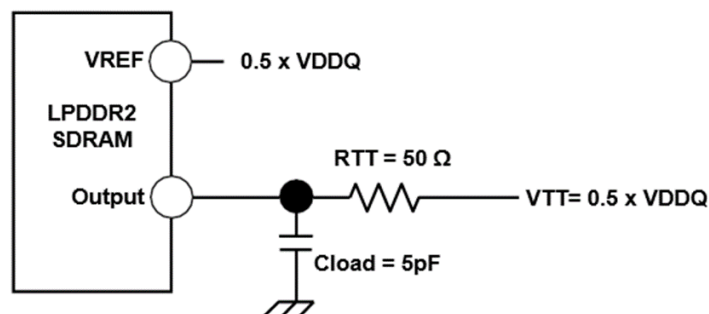 VREF
0.5 x VDDQ
LPDDR2
SDRAM
RTT = 50 Ω
Output
VTT= 0.5 x VDDQ
Cload = 5pF